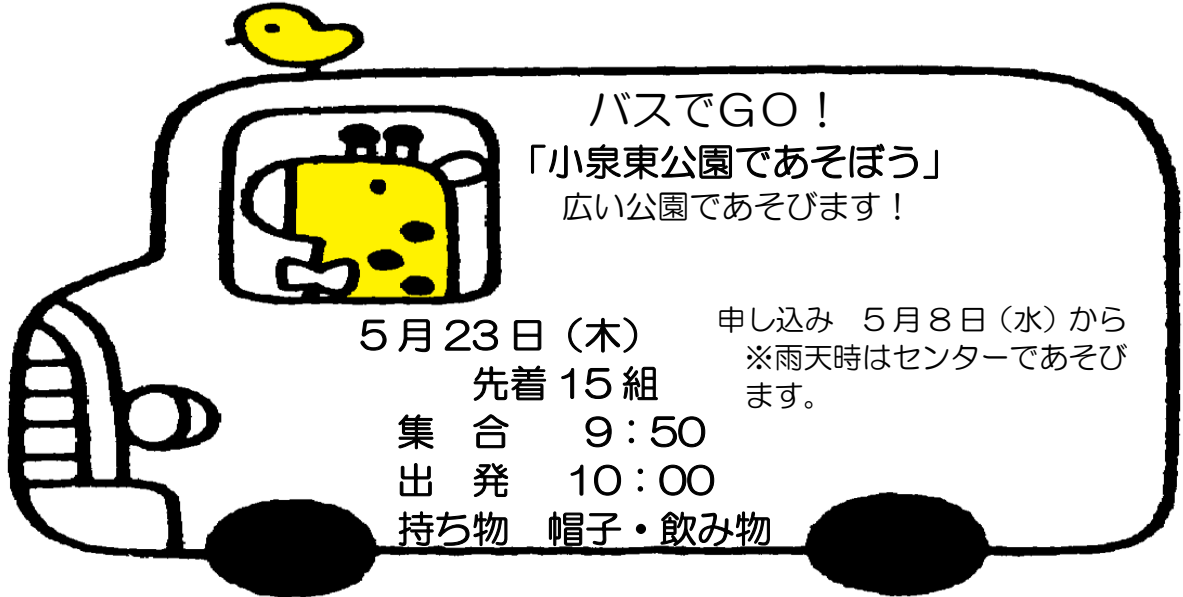 バスでＧＯ！
「小泉東公園であそぼう」
広い公園であそびます！
５月23日（木）
先着15組
集　合　　９：50
出　発　　10：00
持ち物　帽子・飲み物
申し込み　５月８日（水）から
※雨天時はセンターであそび
ます。